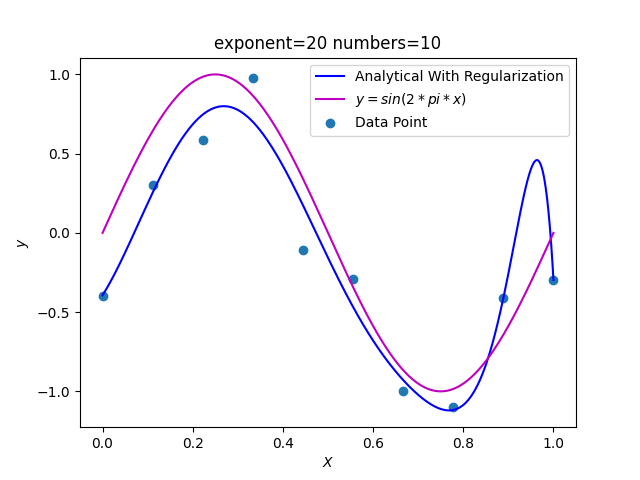 exponent=20 numbers=10
Analytical With Regularization
y = sin(2 * pi * x)
Data Point
1.0
0.5
0.0
−0.5
−1.0
y
0.0
0.2
0.4
0.6
0.8
1.0
X